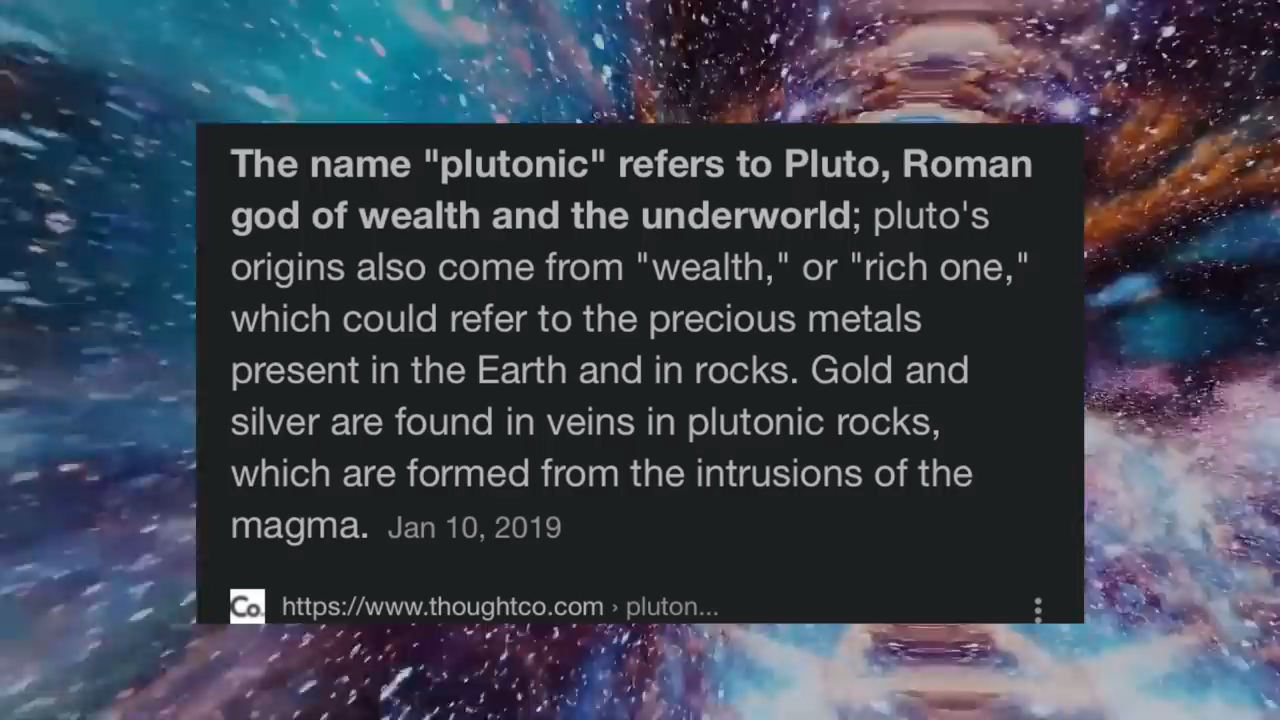 The name "plutonic" refers to Pluto, Roman
god of wealth and the underworld; pluto's
origins also come from "wealth," or "rich one,"
which could refer to the precious metals
present in the Earth and in rocks. Gold and
silver are found in veins in plutonic rocks,
which are formed from the intrusions of the
magma. Jan 10, 2019
Co. https://www.thoughtco.com › pluton...